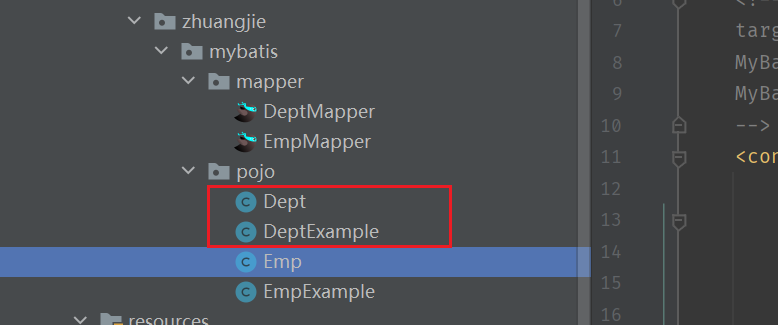 zhuangjie
mybatis
mapper
DeptMapper
EmpMapper
pojo
Dept
DeptExample
Emp
EmpExample
resources
6 <!--
7 targ
8 MyBa
9 MyBa
10 -->
11 <con
12
13
14
15
16